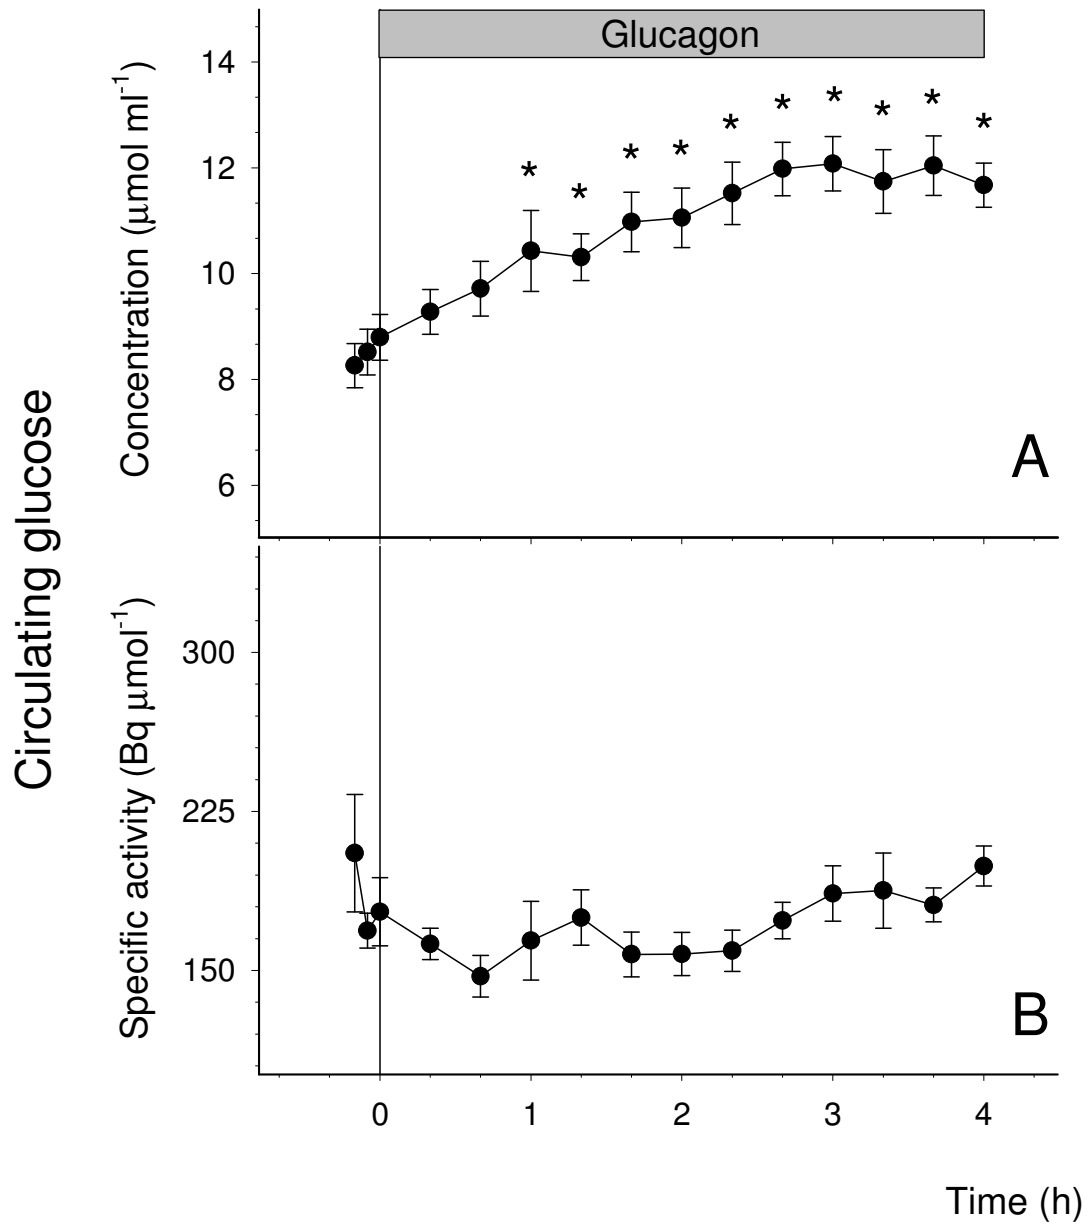 Glucagon
Circulating glucose
Concentration (μmol ml⁻¹)
14
12
10
8
6
* * * * * * * * * *
A
Specific activity (Bq μmol⁻¹)
300
225
150
B
0 1 2 3 4
Time (h)